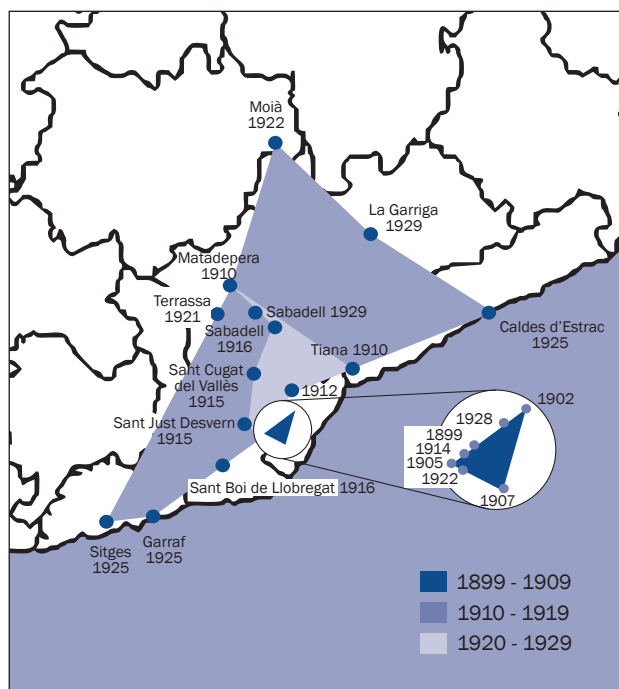 Moià
1922
La Garriga
1929
Matadepera
1910
Terrassa
1921
Sabadell 1929
Sabadell
1916
Caldes d’Estrac
1925
Tiana 1910
Sant Cugat
del Vallès
1915
1912
1902
1928
Sant Just Desvern
1915
1899
1914
1905
1922
1907
Sant Boi de Llobregat 1916
Sitges
1925
Garraf
1925
1899 - 1909
1910 - 1919
1920 - 1929